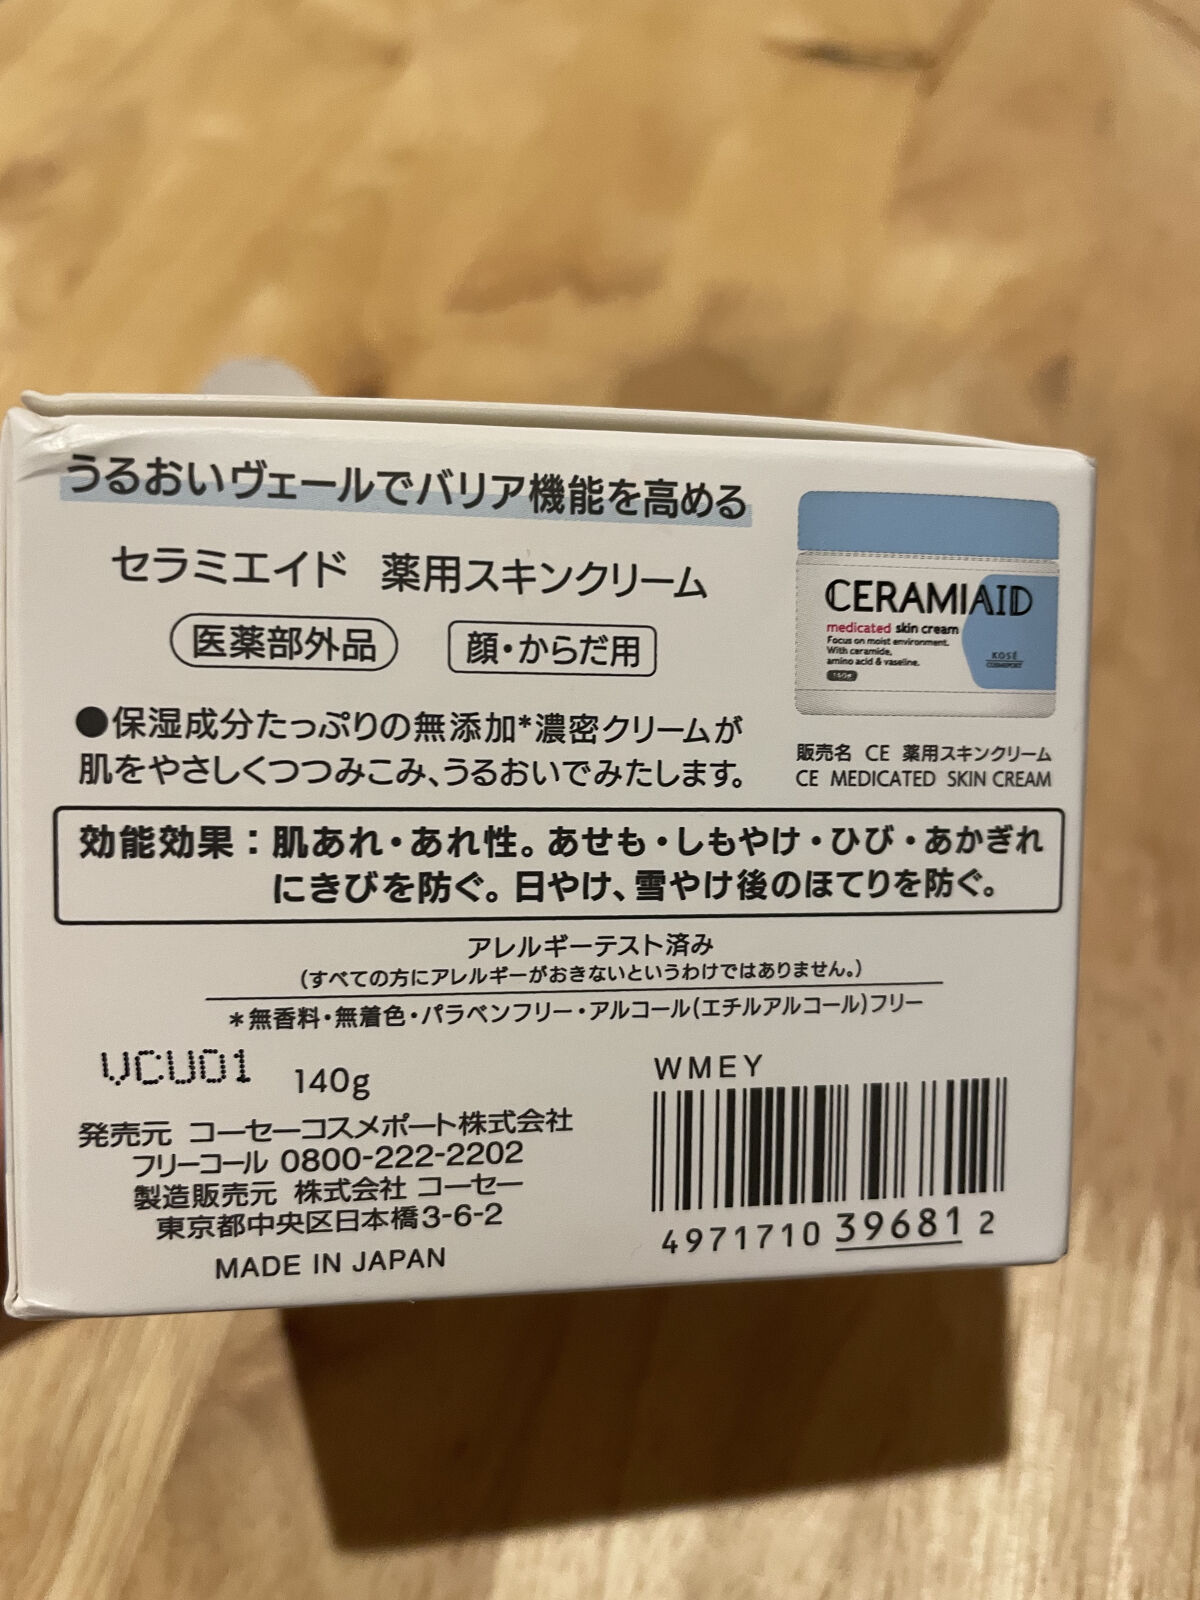 うるおいヴェールでバリア機能を高める
セラミエイド 薬用スキンクリーム
医薬部外品 顔・からだ用
●保湿成分たっぷりの無添加*濃密クリームが
肌をやさしくつつみこみ、うるおいでみたします。
CERAMIAID
medicated skin cream
Focus on moist environment.
With ceramide,
amino acid & vaseline.
140g
KOSÉ
COSMEPORT
販売名 CE 薬用スキンクリーム
CE MEDICATED SKIN CREAM
効能効果：肌あれ・あれ性。あせも・しもやけ・ひび・あかぎれ
にきびを防ぐ。日やけ、雪やけ後のほてりを防ぐ。
アレルギーテスト済み
(すべての方にアレルギーがおきないというわけではありません。)
*無香料・無着色・パラベンフリー・アルコール(エチルアルコール)フリー
VCU01 140g
発売元 コーセーコスメポート株式会社
フリーコール 0800-222-2202
製造販売元 株式会社 コーセー
東京都中央区日本橋3-6-2
MADE IN JAPAN
WMEY
4971710 39681 2